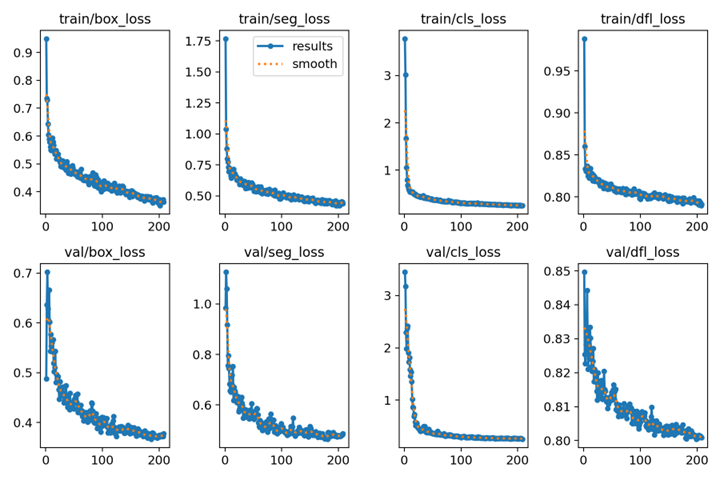 train/box_loss train/seg_loss train/cls_loss train/dfl_loss
results
smooth
0.9
0.8
0.7
0.6
0.5
0.4
0 100 200
1.75
1.50
1.25
1.00
0.75
0.50
0 100 200
3
2
1
0 100 200
0.95
0.90
0.85
0.80
0 100 200
val/box_loss val/seg_loss val/cls_loss val/dfl_loss
0.7
0.6
0.5
0.4
0 100 200
1.0
0.8
0.6
0 100 200
3
2
1
0 100 200
0.85
0.84
0.83
0.82
0.81
0.80
0 100 200